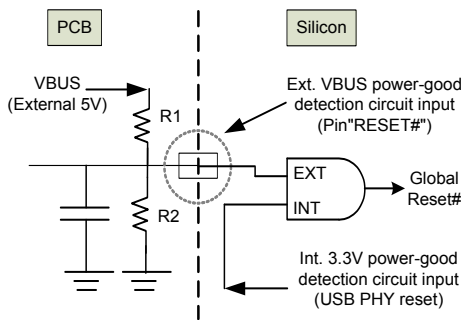 PCB
Silicon
VBUS
(External 5V)
R1
Ext. VBUS power-good
detection circuit input
(Pin"RESET#")
EXT
INT
Global
Reset#
R2
Int. 3.3V power-good
detection circuit input
(USB PHY reset)